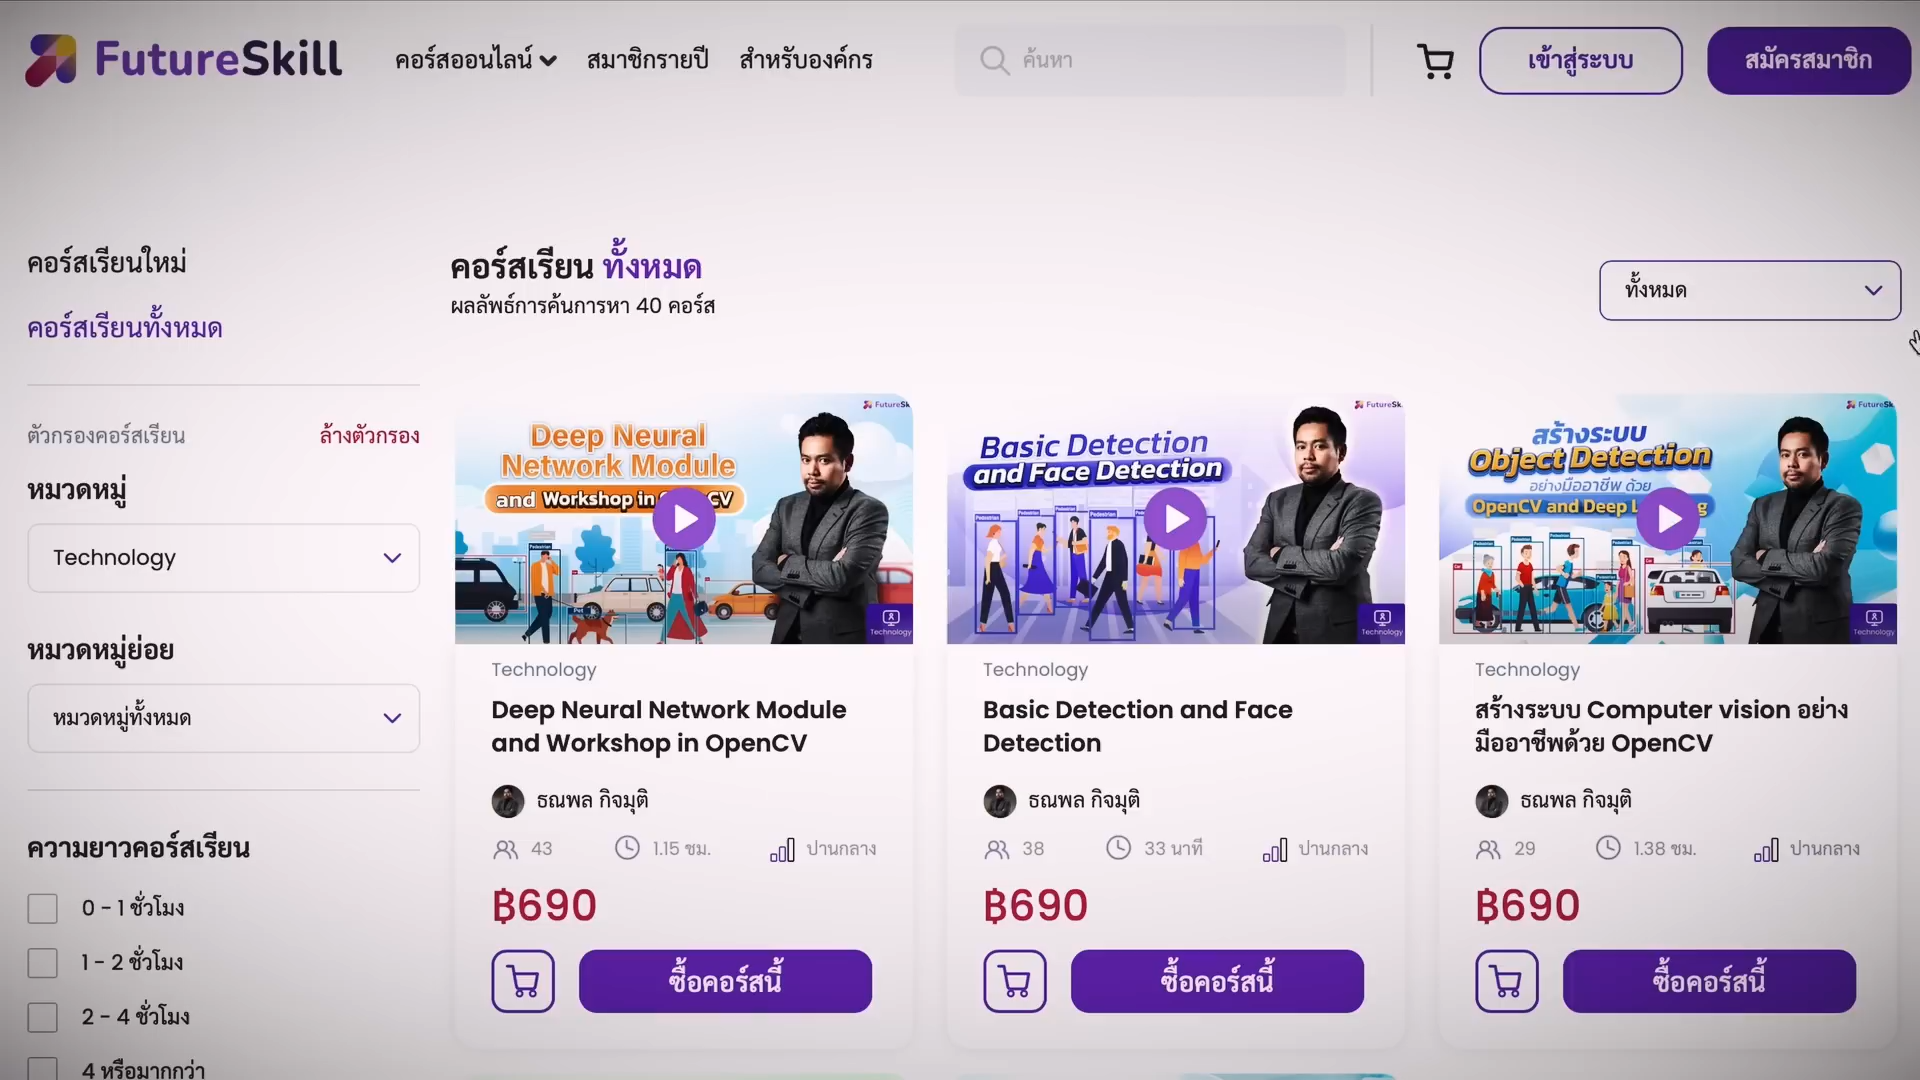 FutureSkill
คอร์สออนไลน์
สมาชิกรายปี
สำหรับองค์กร
ค้นหา
เข้าสู่ระบบ
สมัครสมาชิก
คอร์สเรียนใหม่
คอร์สเรียนทั้งหมด
ตัวกรองคอร์สเรียน
ล้างตัวกรอง
หมวดหมู่
Technology
หมวดหมู่ย่อย
หมวดหมู่ทั้งหมด
ความยาวคอร์สเรียน
0 - 1 ชั่วโมง
1 - 2 ชั่วโมง
2 - 4 ชั่วโมง
4 หรือมากกว่า
คอร์สเรียน ทั้งหมด
ผลลัพธ์การค้นการหา 40 คอร์ส
ทั้งหมด
FutureSk
Deep Neural
Network Module
and Workshop in
Technology
Technology
Deep Neural Network Module
and Workshop in OpenCV
ธณพล กิจมุติ
43
1.15 ชม.
ปานกลาง
฿690
ซื้อคอร์สนี้
FutureSk
Basic Detection
and Face Detection
Technology
Technology
Basic Detection and Face
Detection
ธณพล กิจมุติ
38
33 นาที
ปานกลาง
฿690
ซื้อคอร์สนี้
FutureSk
สร้างระบบ
Object Detection
อย่างมืออาชีพ ด้วย
OpenCV and Deep
Technology
Technology
สร้างระบบ Computer vision อย่าง
มืออาชีพด้วย OpenCV
ธณพล กิจมุติ
29
1.38 ชม.
ปานกลาง
฿690
ซื้อคอร์สนี้